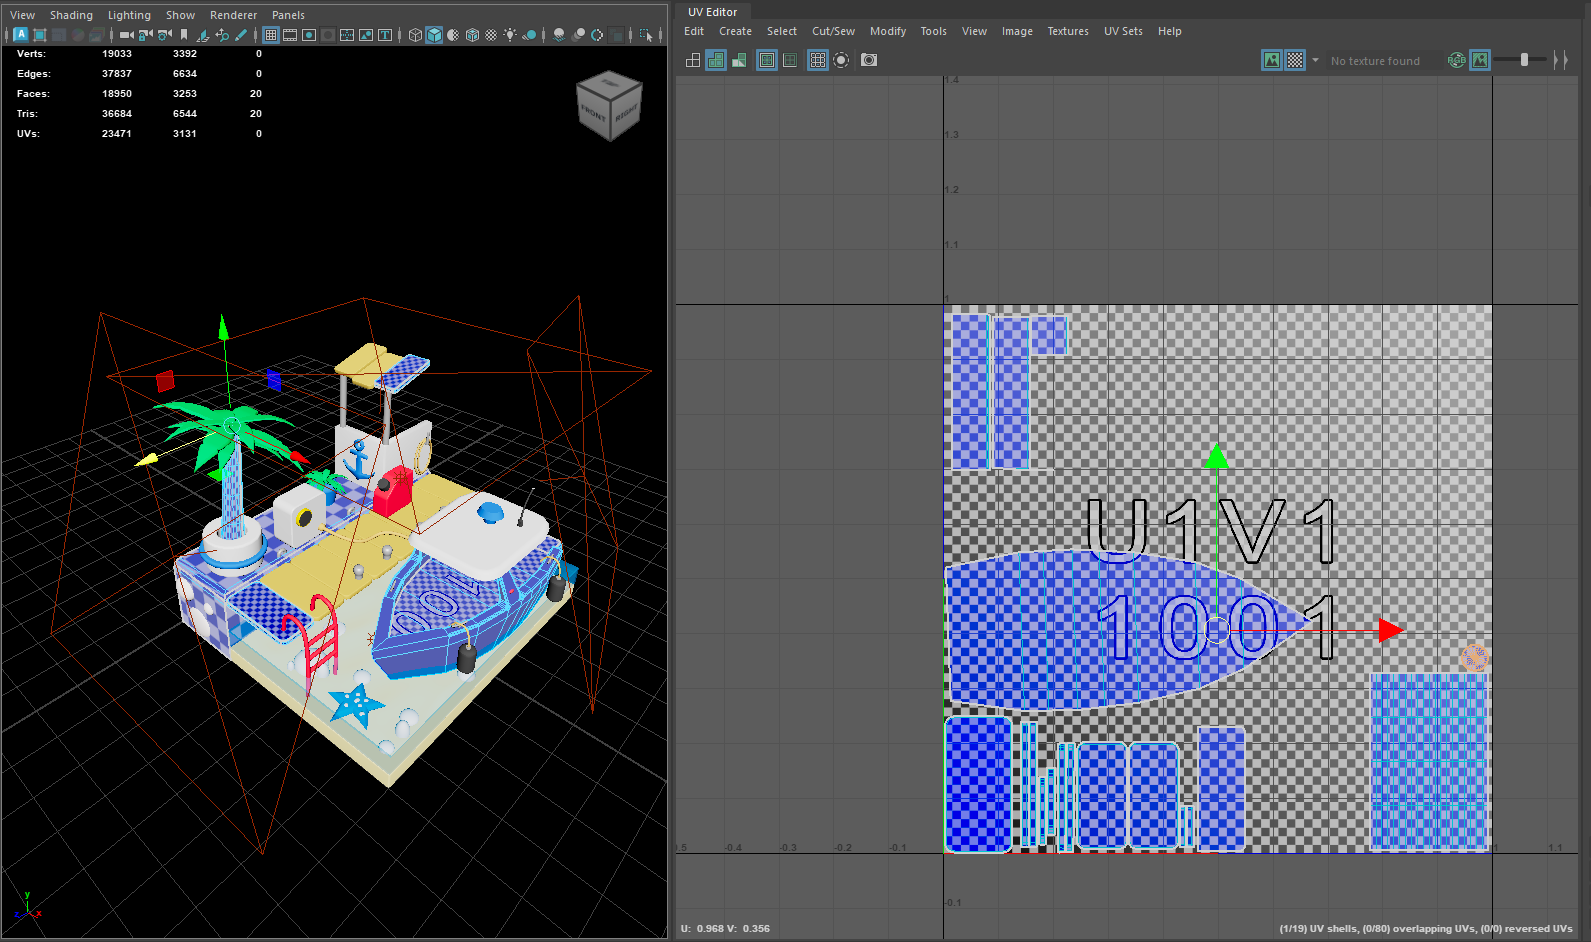 View Shading Lighting Show Renderer Panels
Verts: 19033 3392 0
Edges: 37837 6634 0
Faces: 18950 3253 20
Tris: 36684 6544 20
UVs: 23471 3131 0
FRONT RIGHT
001
y
z x
UV Editor
Edit Create Select Cut/Sew Modify Tools View Image Textures UV Sets Help
No texture found
RGB
1.4
1.3
1.2
1.1
1
U1V1
1001
.5 -0.4 -0.3 -0.2 -0.1 1 1.1
-0.1
U: 0.968 V: 0.356
(1/19) UV shells, (0/80) overlapping UVs, (0/0) reversed UVs